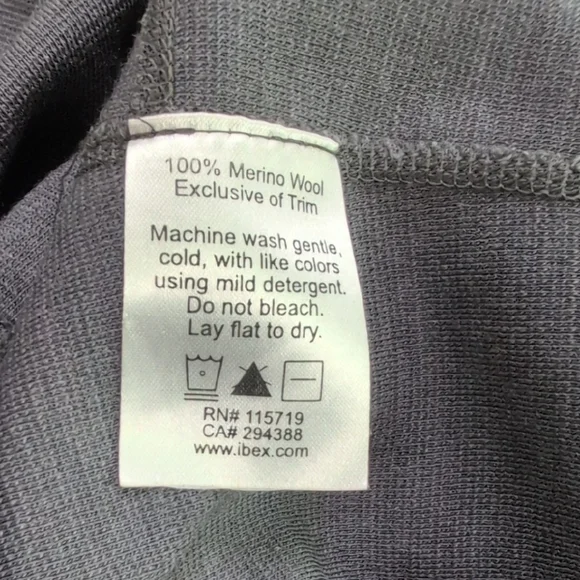 100% Merino Wool
Exclusive of Trim
Machine wash gentle,
cold, with like colors
using mild detergent.
Do not bleach.
Lay flat to dry.
RN# 115719
CA# 294388
www.ibex.com